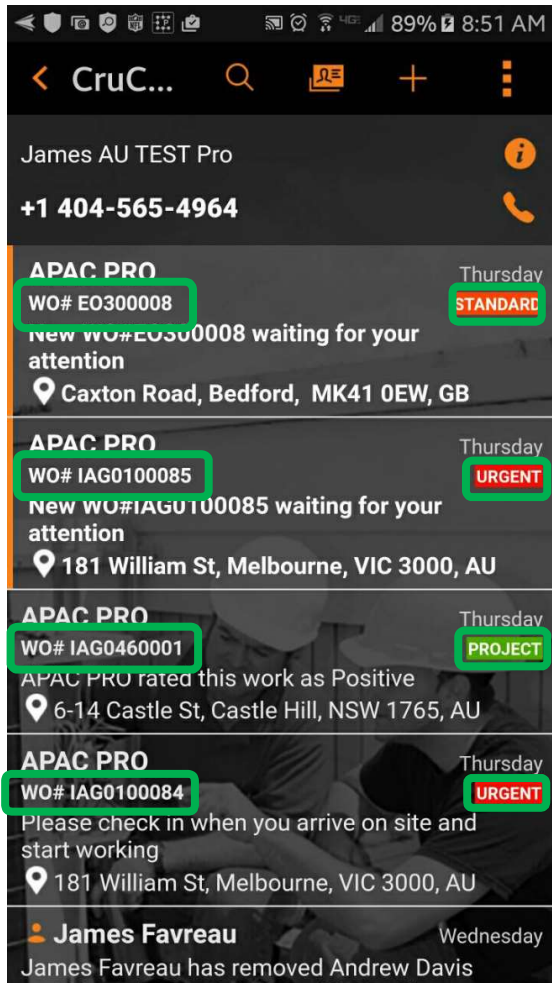 4GE 89% 8:51 AM
CruC...
James AU TEST Pro
+1 404-565-4964
APAC PRO Thursday
WO# EO300008 STANDARD
New WO#EO300008 waiting for your
attention
Caxton Road, Bedford, MK41 0EW, GB
APAC PRO Thursday
WO# IAG0100085 URGENT
New WO#IAG0100085 waiting for your
attention
181 William St, Melbourne, VIC 3000, AU
APAC PRO Thursday
WO# IAG0460001 PROJECT
APAC PRO rated this work as Positive
6-14 Castle St, Castle Hill, NSW 1765, AU
APAC PRO Thursday
WO# IAG0100084 URGENT
Please check in when you arrive on site and
start working
181 William St, Melbourne, VIC 3000, AU
James Favreau Wednesday
James Favreau has removed Andrew Davis